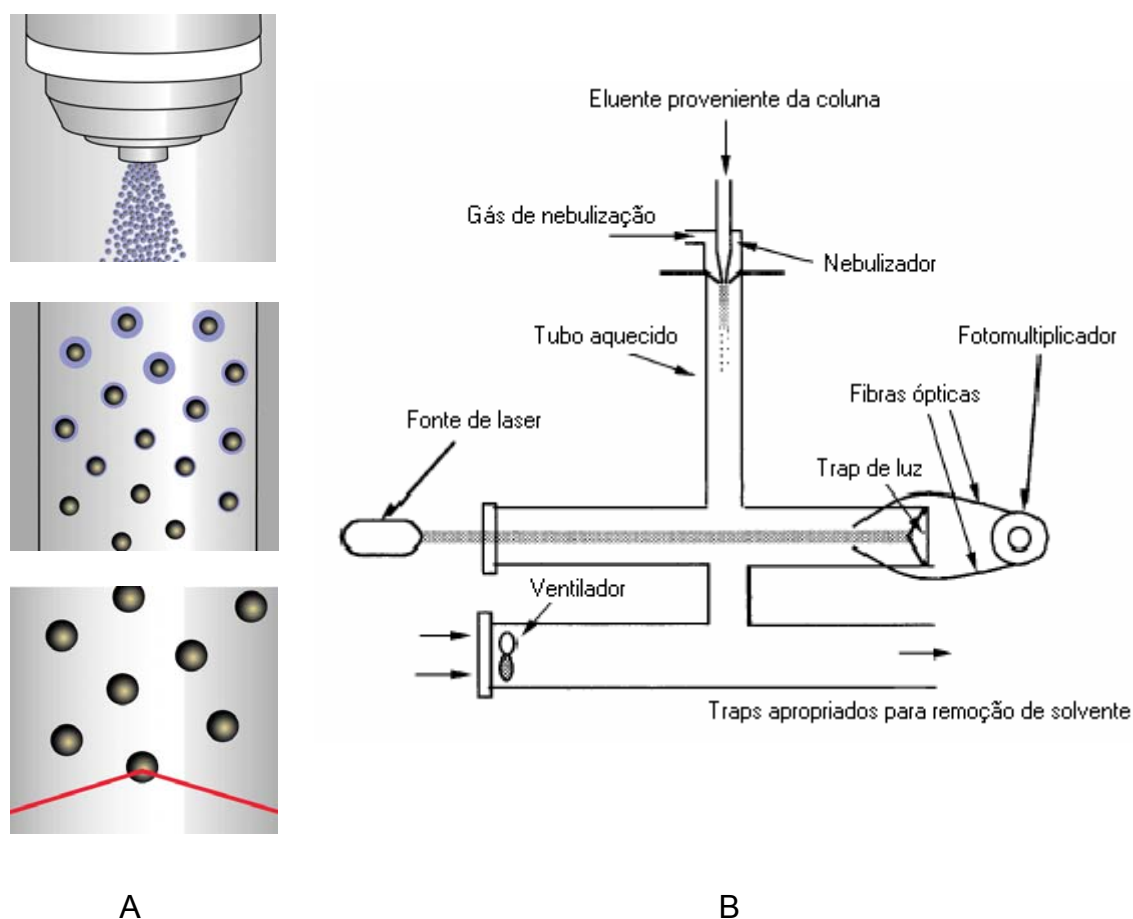 Eluente proveniente da coluna
Gás de nebulização
Nebulizador
Tubo aquecido
Fotomultiplicador
Fibras ópticas
Fonte de laser
Trap de luz
Ventilador
Traps apropriados para remoção de solvente
A
B